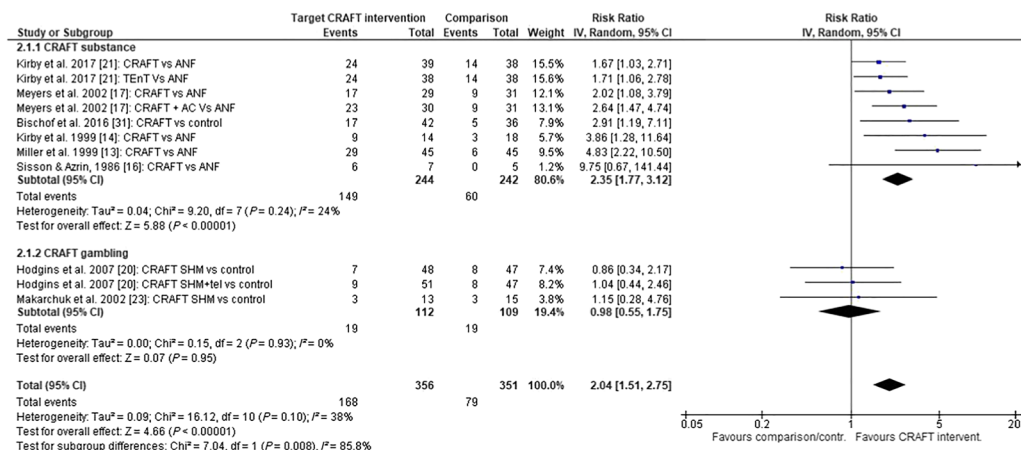 Target CRAFT intervention Comparison Risk Ratio Risk Ratio
Study or Subgroup Events Total Events Total Weight IV, Random, 95% CI IV, Random, 95% CI
2.1.1 CRAFT substance
Kirby et al. 2017 [21]: CRAFT vs ANF 24 39 14 38 15.5% 1.67 [1.03, 2.71]
Kirby et al. 2017 [21]: TEnT Vs ANF 24 38 14 38 15.6% 1.71 [1.06, 2.78]
Meyers et al. 2002 [17]: CRAFT vs ANF 17 29 9 31 12.1% 2.02 [1.08, 3.79]
Meyers et al. 2002 [17]: CRAFT + AC Vs ANF 23 30 9 31 13.1% 2.64 [1.47, 4.74]
Bischof et al. 2016 [31]: CRAFT vs control 17 42 5 36 7.9% 2.91 [1.19, 7.11]
Kirby et al. 1999 [14]: CRAFT vs ANF 9 14 3 18 5.7% 3.86 [1.28, 11.64]
Miller et al. 1999 [13]: CRAFT vs ANF 29 45 6 45 9.5% 4.83 [2.22, 10.50]
Sisson & Azrin, 1986 [16]: CRAFT vs ANF 6 7 0 5 1.2% 9.75 [0.67, 141.44]
Subtotal (95% CI) 244 242 80.6% 2.35 [1.77, 3.12]
Total events 149 60
Heterogeneity: Tau² = 0.04; Chi² = 9.20, df = 7 (P = 0.24); I² = 24%
Test for overall effect: Z = 5.88 (P < 0.00001)
2.1.2 CRAFT gambling
Hodgins et al. 2007 [20]: CRAFT SHM vs control 7 48 8 47 7.4% 0.86 [0.34, 2.17]
Hodgins et al. 2007 [20]: CRAFT SHM+tel vs control 9 51 8 47 8.2% 1.04 [0.44, 2.46]
Makarchuk et al. 2002 [23]: CRAFT SHM vs control 3 13 3 15 3.8% 1.15 [0.28, 4.76]
Subtotal (95% CI) 112 109 19.4% 0.98 [0.55, 1.75]
Total events 19 19
Heterogeneity: Tau² = 0.00; Chi² = 0.15, df = 2 (P = 0.93); I² = 0%
Test for overall effect: Z = 0.07 (P = 0.95)
Total (95% CI) 356 351 100.0% 2.04 [1.51, 2.75]
Total events 168 79
Heterogeneity: Tau² = 0.09; Chi² = 16.12, df = 10 (P = 0.10); I² = 38%
Test for overall effect: Z = 4.66 (P < 0.00001)
Test for subgroup differences: Chi² = 7.04, df = 1 (P = 0.008), I² = 85.8%
0.05 0.2 1 5 20
Favours comparison/contr. Favours CRAFT intervent.